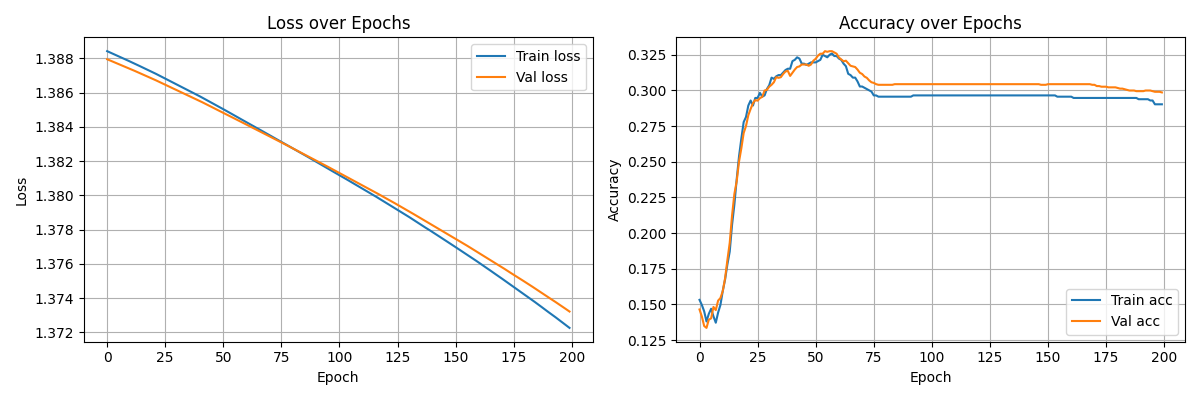 Loss over Epochs
Loss
1.388
1.386
1.384
1.382
1.380
1.378
1.376
1.374
1.372
Train loss
Val loss
0 25 50 75 100 125 150 175 200
Epoch
Accuracy over Epochs
Accuracy
0.325
0.300
0.275
0.250
0.225
0.200
0.175
0.150
0.125
Train acc
Val acc
0 25 50 75 100 125 150 175 200
Epoch